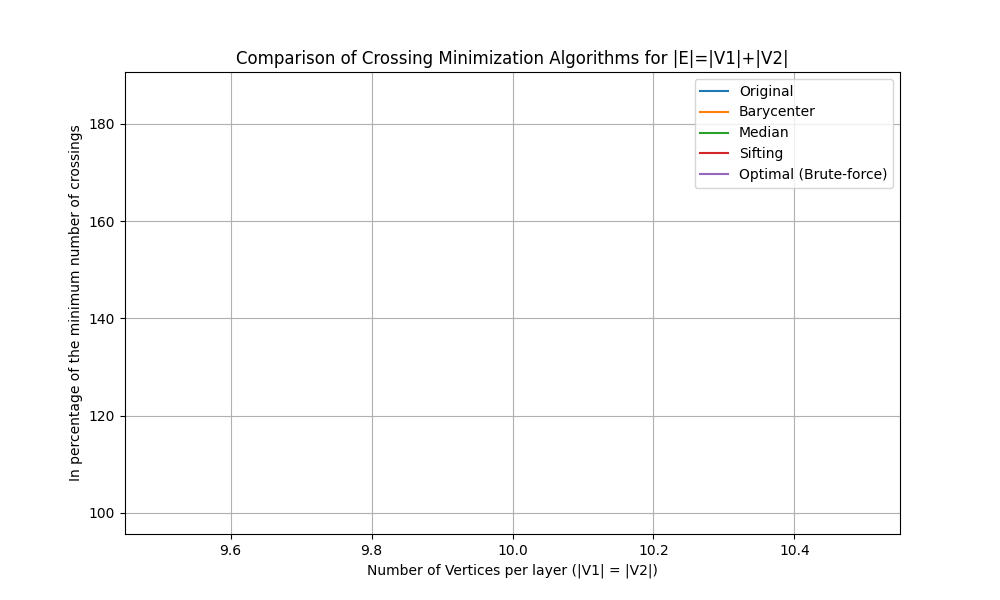 Comparison of Crossing Minimization Algorithms for |E|=|V1|+|V2|
Original
Barycenter
Median
Sifting
Optimal (Brute-force)
In percentage of the minimum number of crossings
180
160
140
120
100
9.6
9.8
10.0
10.2
10.4
Number of Vertices per layer (|V1| = |V2|)